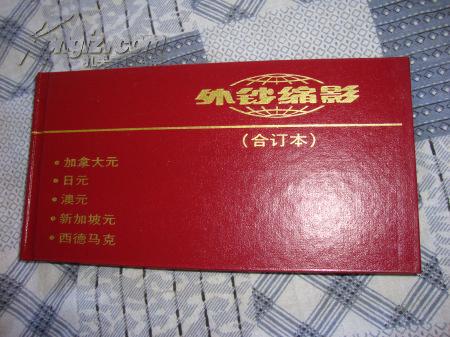 外钞缩影
(合订本)
• 加拿大元
• 日元
• 澳元
• 新加坡元
• 西德马克